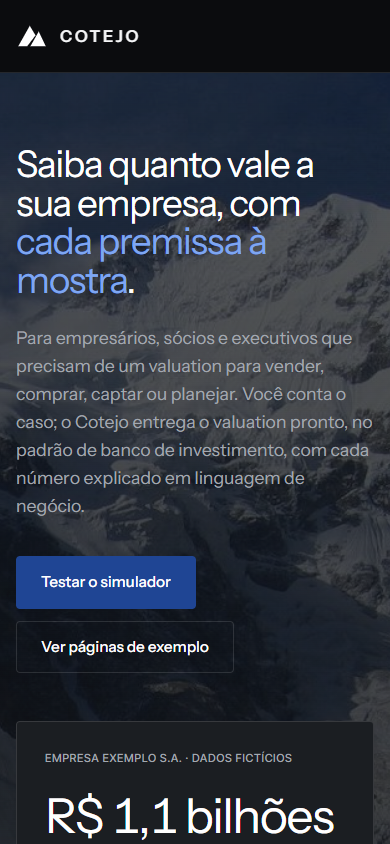 COTEJO
Saiba quanto vale a
sua empresa, com
cada premissa à
mostra.
Para empresários, sócios e executivos que
precisam de um valuation para vender,
comprar, captar ou planejar. Você conta o
caso; o Cotejo entrega o valuation pronto, no
padrão de banco de investimento, com cada
número explicado em linguagem de
negócio.
Testar o simulador
Ver páginas de exemplo
EMPRESA EXEMPLO S.A. · DADOS FICTÍCIOS
R$ 1,1 bilhões